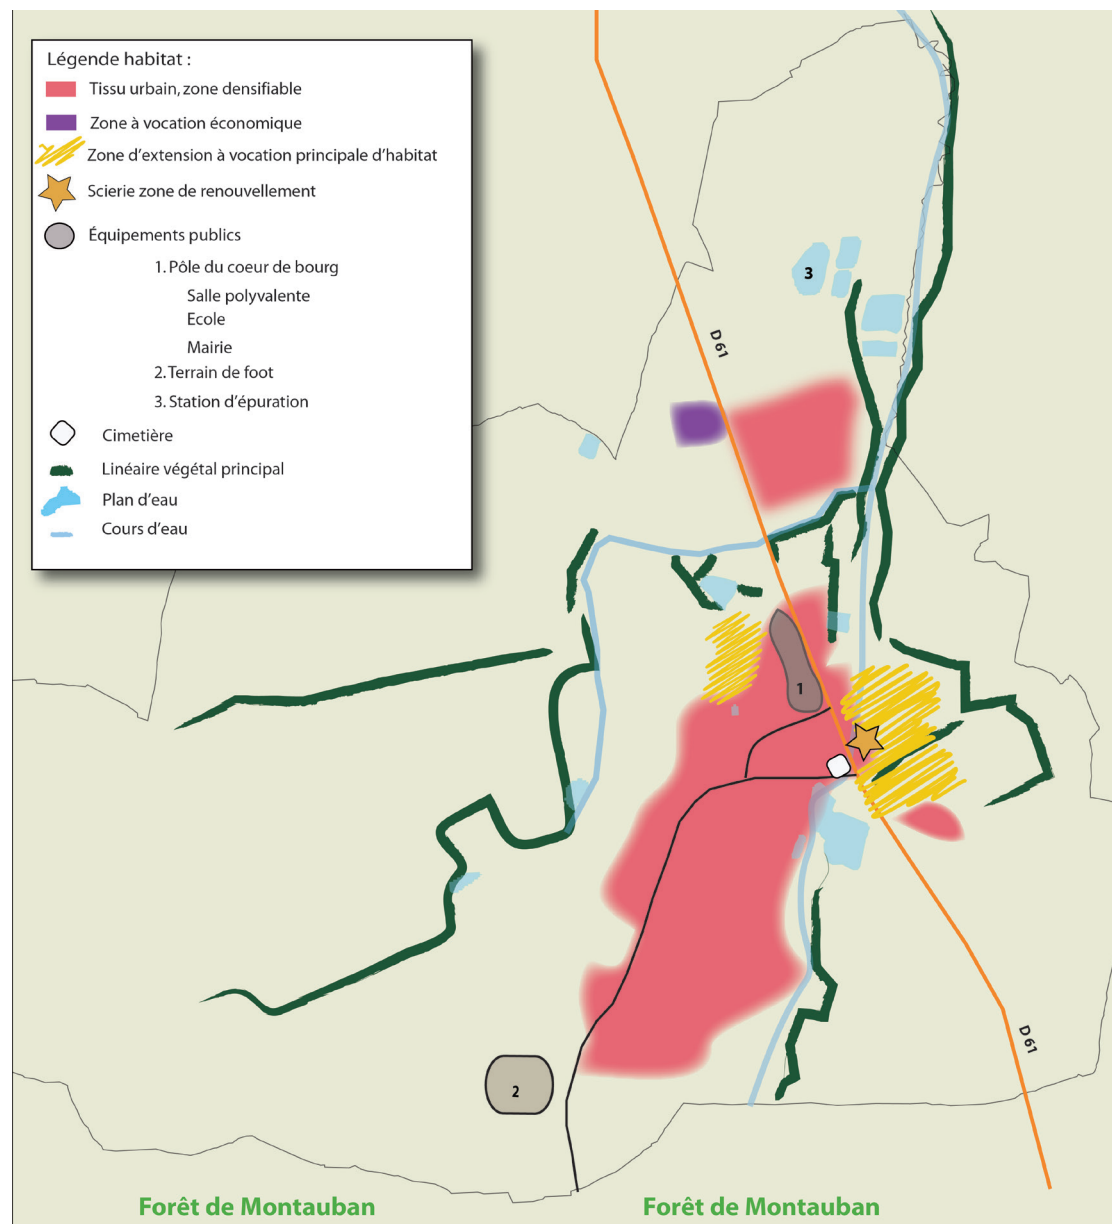 Légende habitat :
Tissu urbain, zone densifiable
Zone à vocation économique
Zone d'extension à vocation principale d'habitat
Scierie zone de renouvellement
Équipements publics
1. Pôle du coeur de bourg
Salle polyvalente
Ecole
Mairie
2. Terrain de foot
3. Station d'épuration
Cimetière
Linéaire végétal principal
Plan d'eau
Cours d'eau
3
D 61
1
2
D 61
Forêt de Montauban
Forêt de Montauban